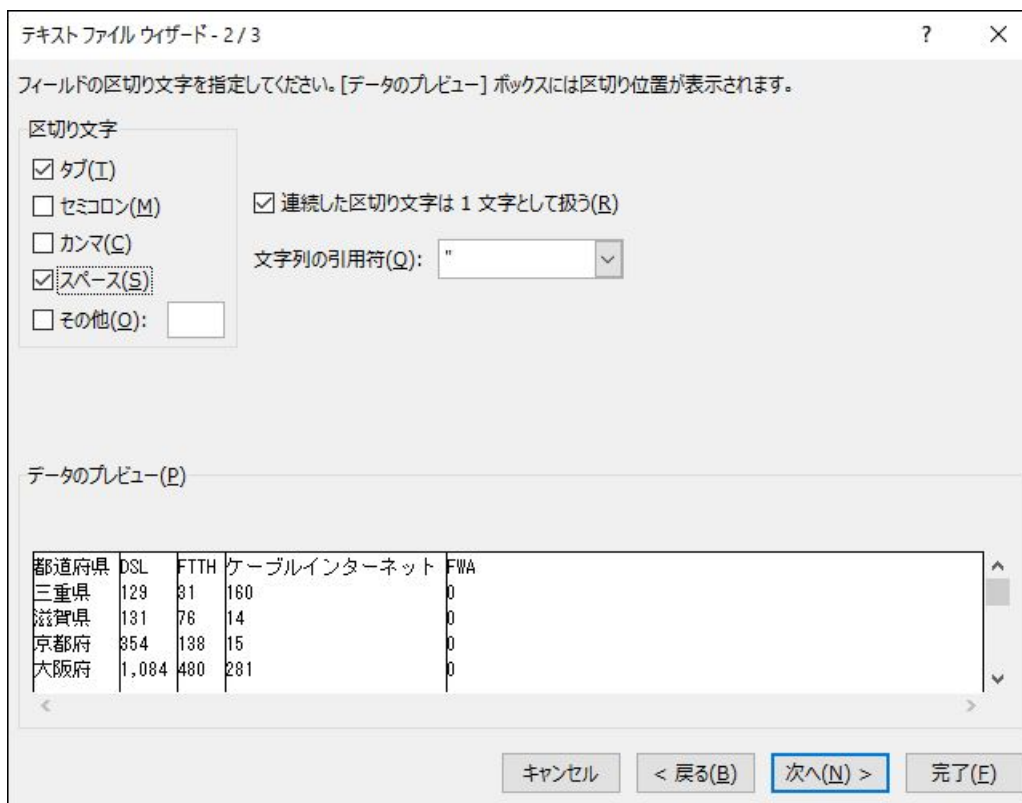 テキスト ファイル ウィザード - 2 / 3
?
フィールドの区切り文字を指定してください。[データのプレビュー] ボックスには区切り位置が表示されます。
区切り文字
タブ(T)
セミコロン(M)
カンマ(C)
スペース(S)
その他(O):
連続した区切り文字は 1 文字として扱う(R)
文字列の引用符(Q): "
データのプレビュー(P)
都道府県 DSL FTTH ケーブルインターネット FWA
三重県 129 31 160 0
滋賀県 131 76 14 0
京都府 354 138 15 0
大阪府 1,084 480 281 0
キャンセル < 戻る(B) 次へ(N) > 完了(F)